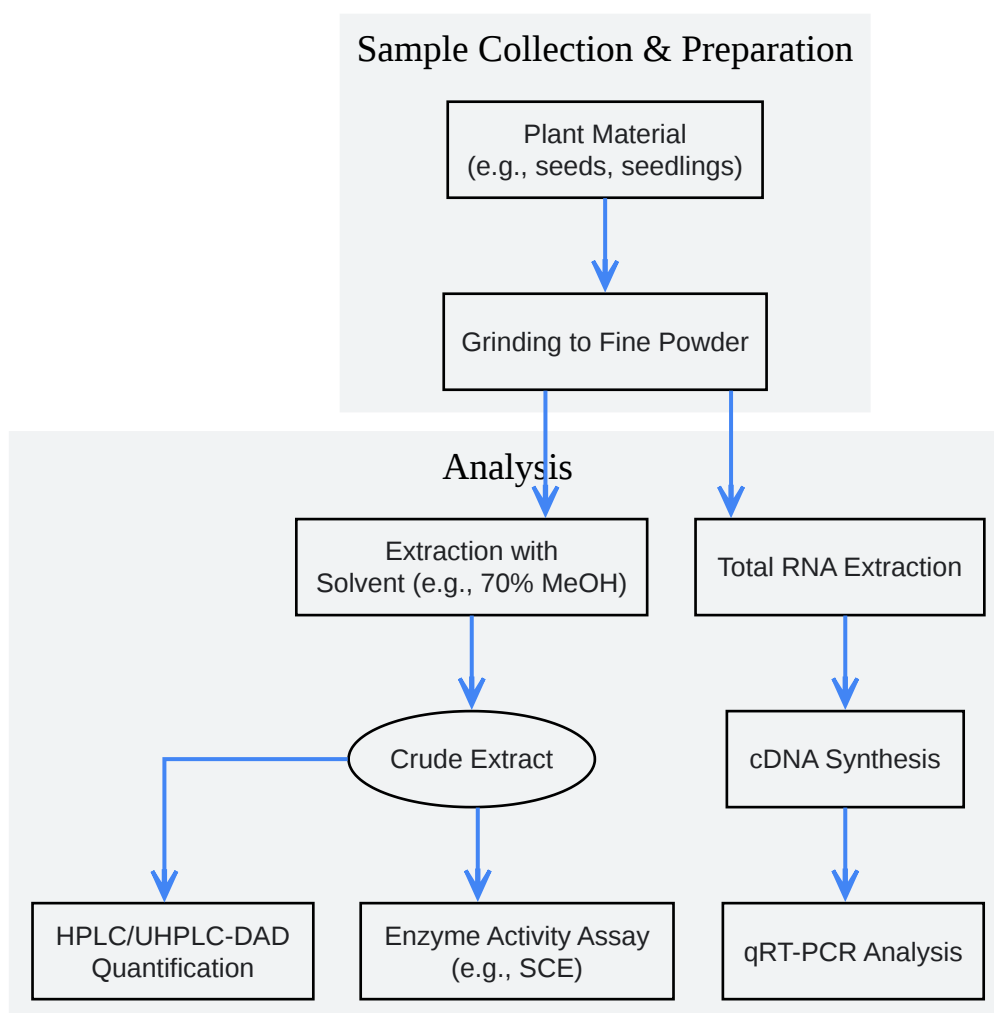 Sample Collection & Preparation
Plant Material
(e.g., seeds, seedlings)
Grinding to Fine Powder
Analysis
Extraction with
Solvent (e.g., 70% MeOH)
Total RNA Extraction
Crude Extract
cDNA Synthesis
HPLC/UHPLC-DAD
Quantification
Enzyme Activity Assay
(e.g., SCE)
qRT-PCR Analysis